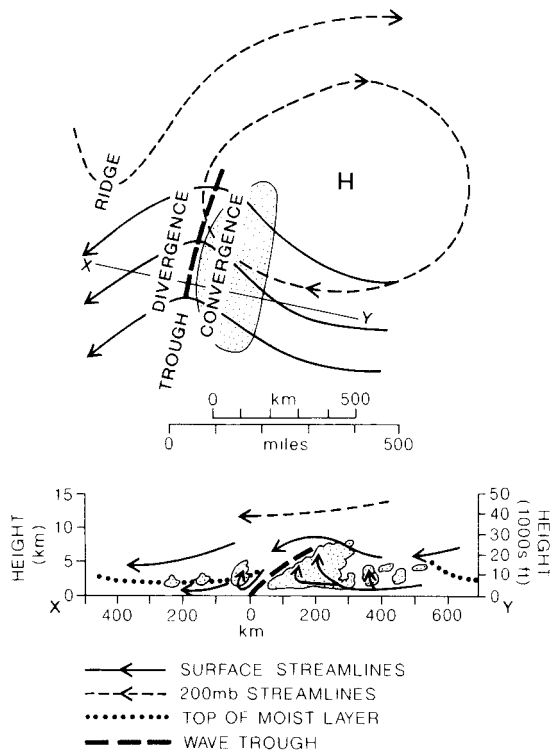 RIDGE
H
DIVERGENCE
CONVERGENCE
TROUGH
X
Y
0 km 500
0 miles 500
HEIGHT (km)
15
10
5
0
50
40
30
20
10
0
HEIGHT (1000s ft)
X 400 200 0 200 400 600 Y
km
SURFACE STREAMLINES
200mb STREAMLINES
TOP OF MOIST LAYER
WAVE TROUGH